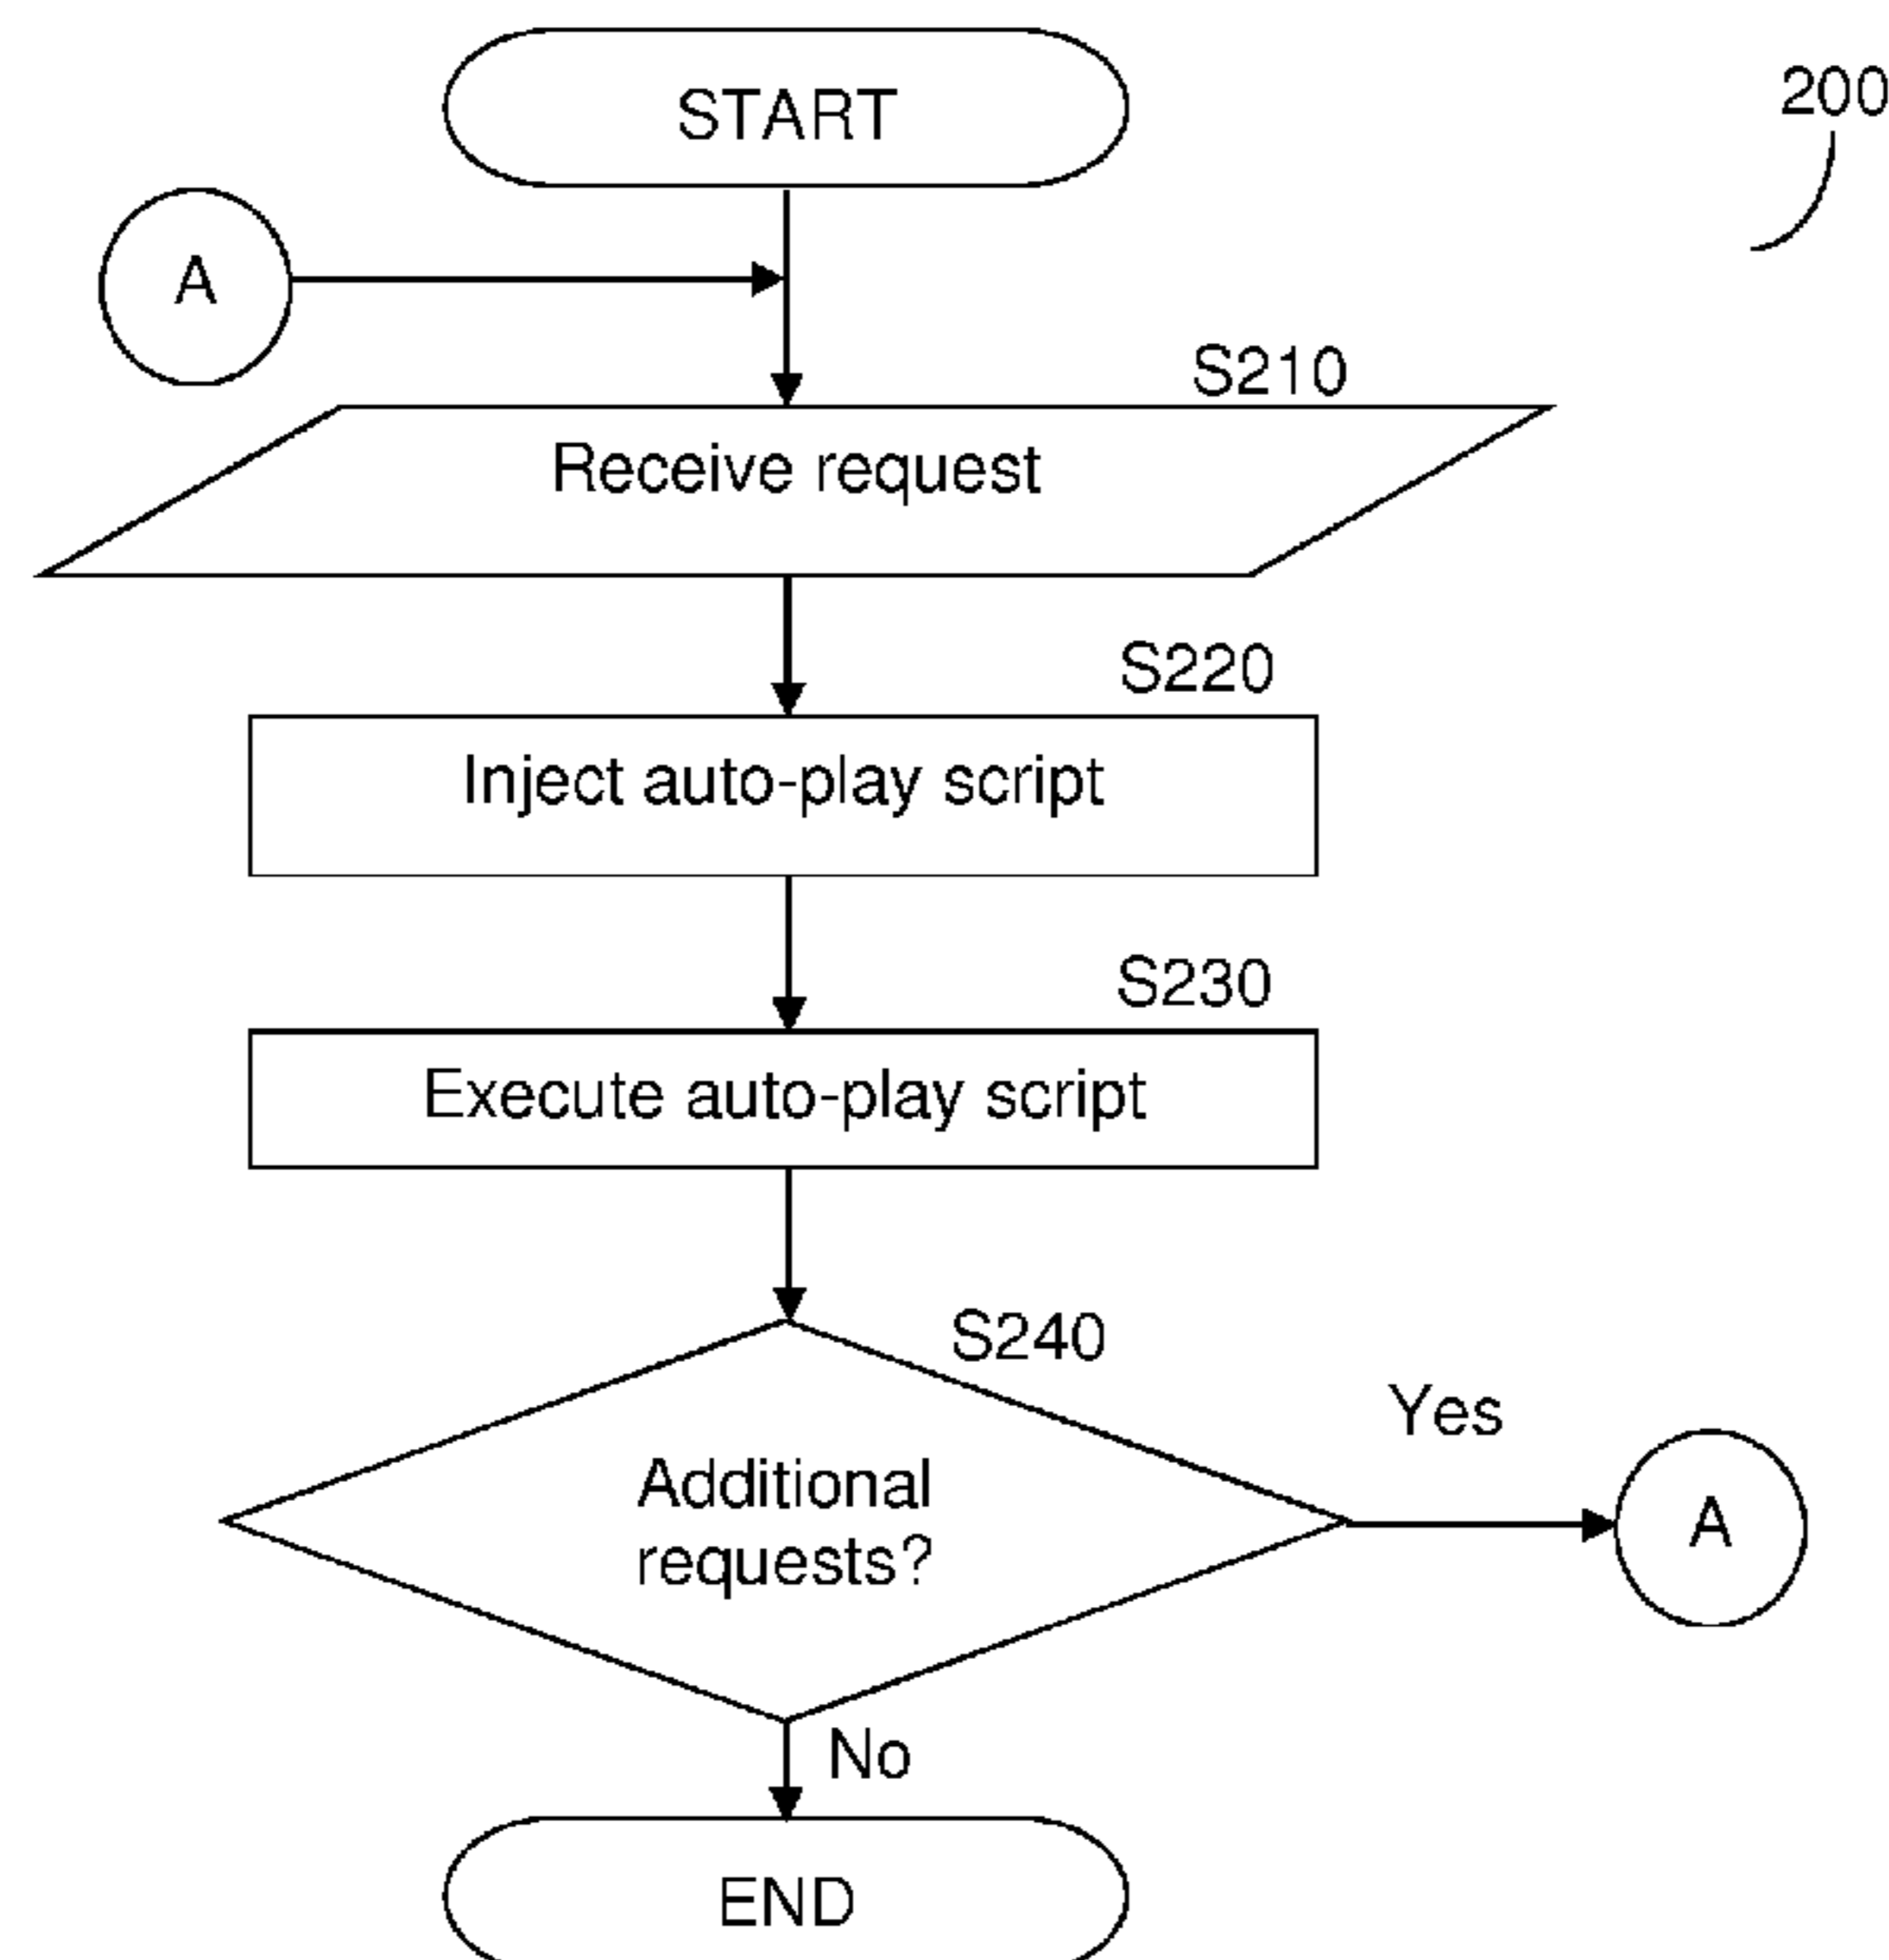 START
200
A
S210
Receive request
S220
Inject auto-play script
S230
Execute auto-play script
S240
Additional
requests?
Yes
A
No
END